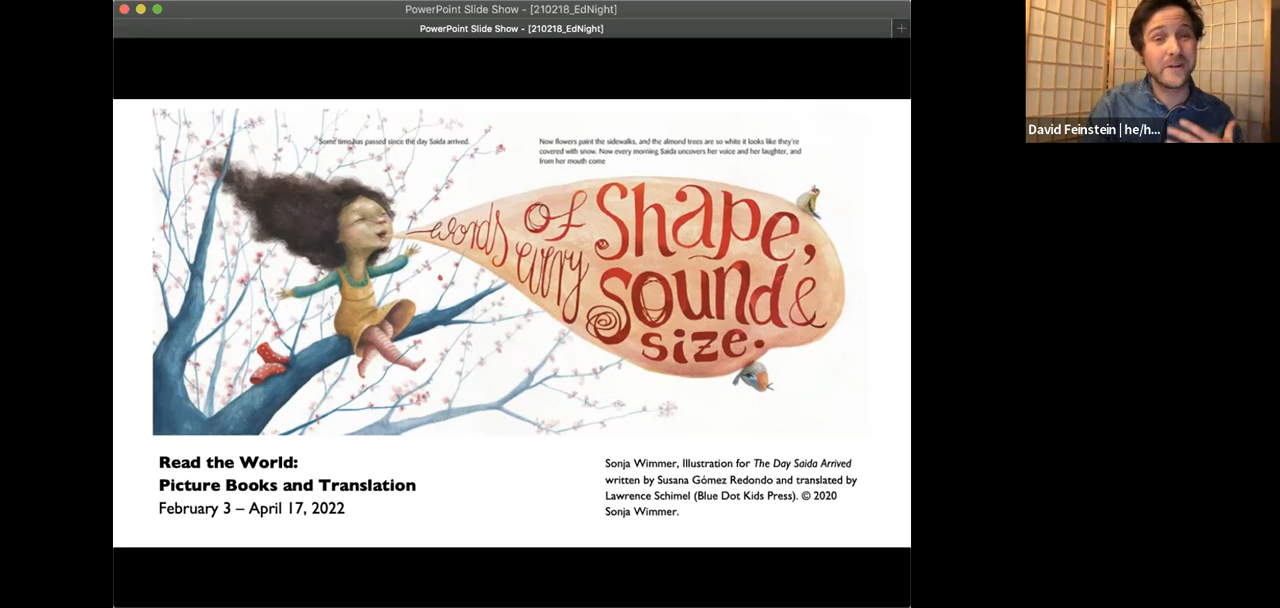 PowerPoint Slide Show - [210218_EdNight]
PowerPoint Slide Show - [210218_EdNight]
Some time has passed since the day Saida arrived.
Now flowers paint the sidewalks, and the almond trees are so white it looks like they're
covered with snow. Now every morning Saida uncovers her voice and her laughter, and
from her mouth come
words of every
Shape,
Sound &
size.
Read the World:
Picture Books and Translation
February 3 – April 17, 2022
Sonja Wimmer, Illustration for The Day Saida Arrived
written by Susana Gómez Redondo and translated by
Lawrence Schimel (Blue Dot Kids Press). © 2020
Sonja Wimmer.
David Feinstein | he/h...